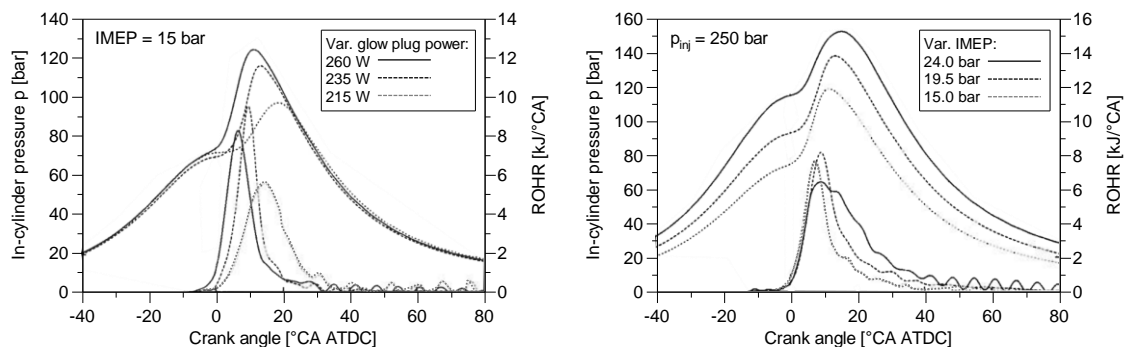 140
120
100
80
60
40
20
0
In-cylinder pressure p [bar]
IMEP = 15 bar
Var. glow plug power:
260 W
235 W
215 W
14
12
10
8
6
4
2
0
ROHR [kJ/°CA]
-40 -20 0 20 40 60 80
Crank angle [°CA ATDC]
160
140
120
100
80
60
40
20
0
In-cylinder pressure p [bar]
pinj = 250 bar
Var. IMEP:
24.0 bar
19.5 bar
15.0 bar
16
14
12
10
8
6
4
2
0
ROHR [kJ/°CA]
-40 -20 0 20 40 60 80
Crank angle [°CA ATDC]